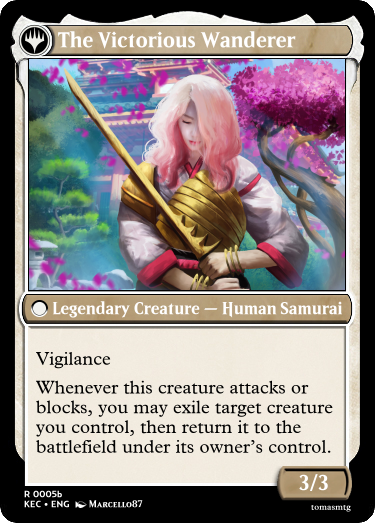 The Victorious Wanderer
Legendary Creature — Human Samurai
Vigilance
Whenever this creature attacks or
blocks, you may exile target creature
you control, then return it to the
battlefield under its owner's control.
3/3
R 0005b
KEC • ENG Marcello87
tomasmtg